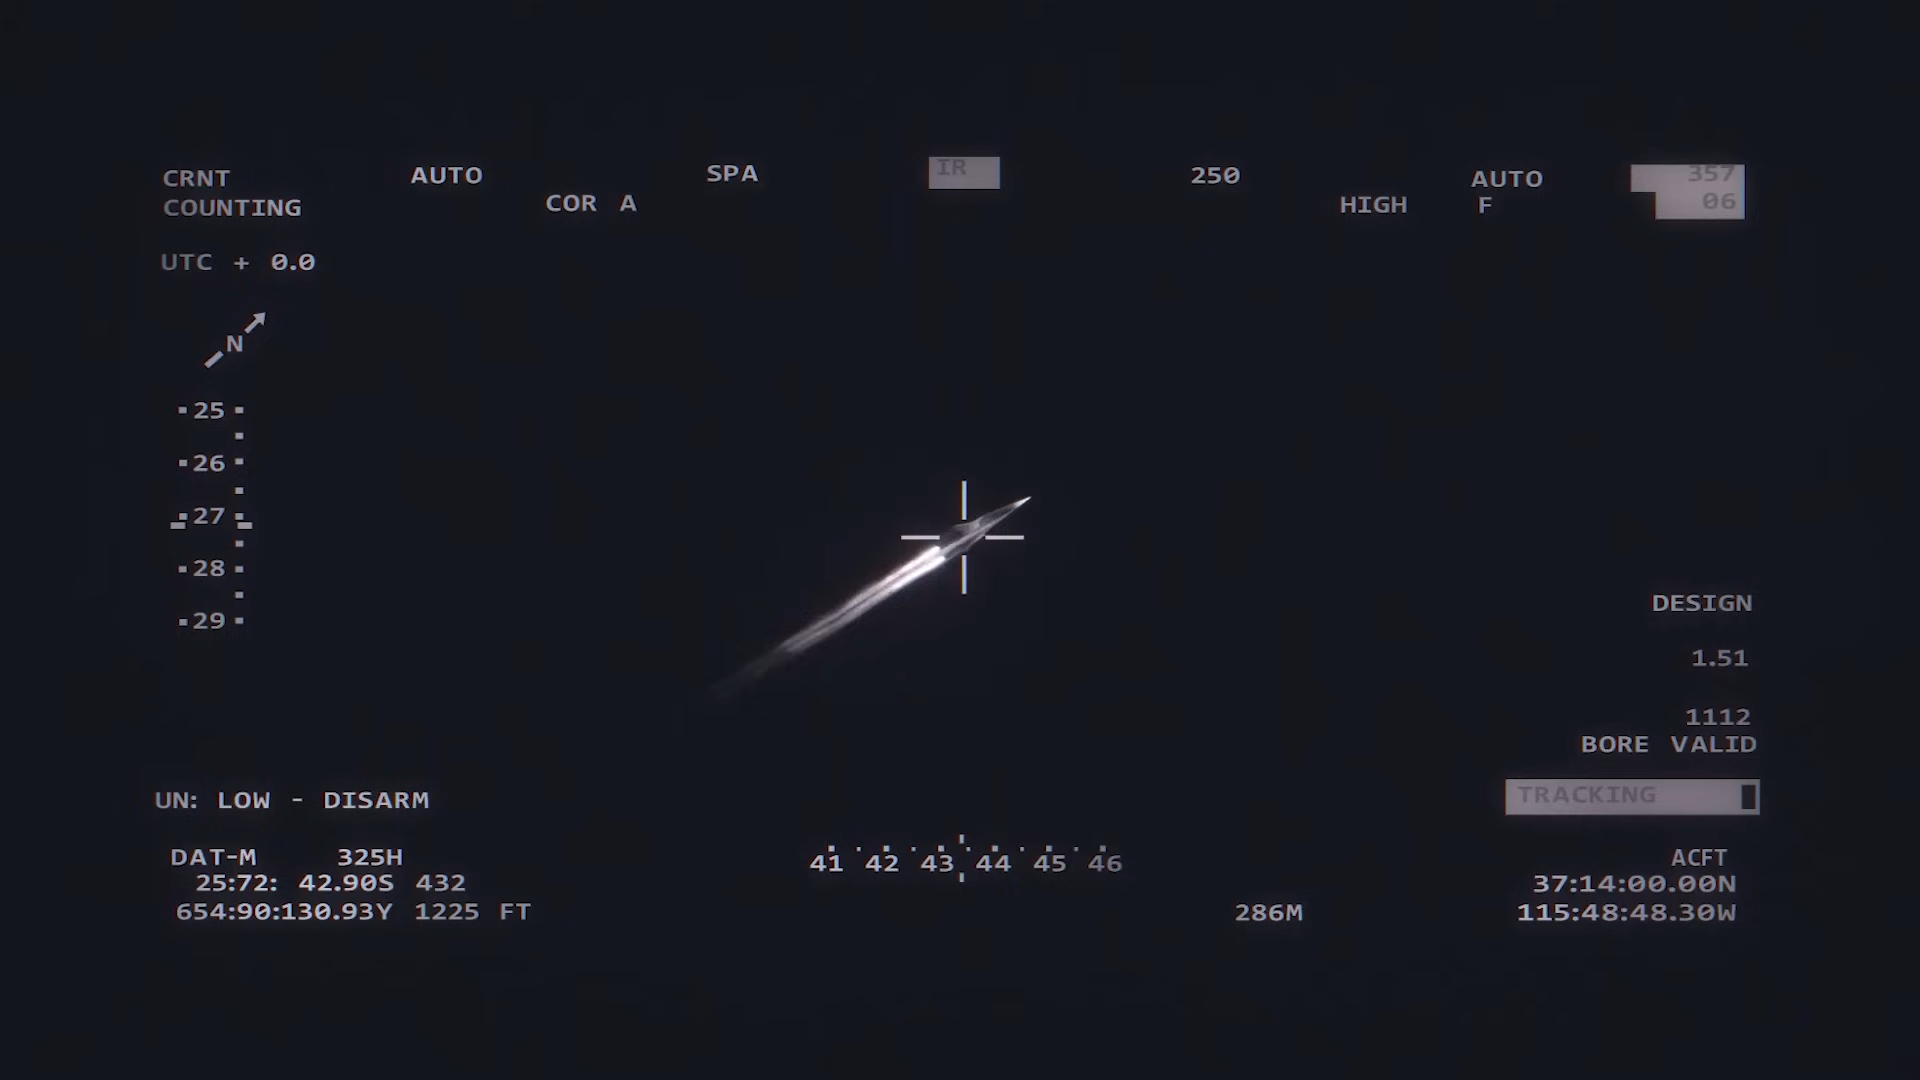 CRNT
COUNTING
AUTO
COR A
SPA
IR
250
HIGH
AUTO
F
357
06
UTC + 0.0
N
25
26
27
28
29
DESIGN
1.51
1112
BORE VALID
TRACKING
UN: LOW - DISARM
DAT-M 325H
25:72: 42.90S 432
654:90:130.93Y 1225 FT
41 42 43 44 45 46
286M
ACFT
37:14:00.00N
115:48:48.30W